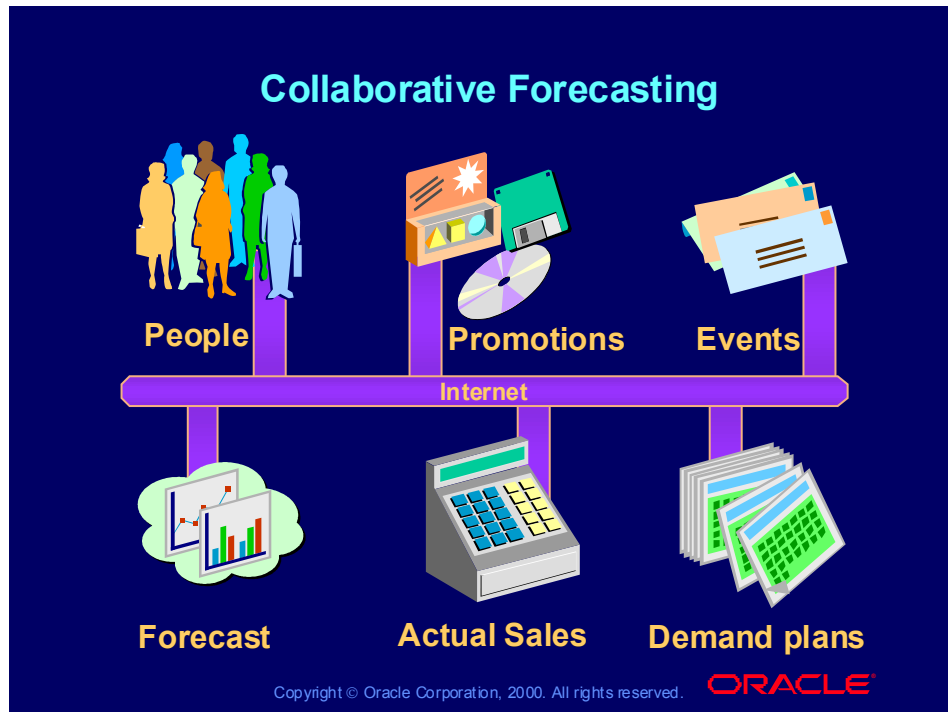 Collaborative Forecasting
People
Promotions
Events
Internet
Forecast
Actual Sales
Demand plans
Copyright © Oracle Corporation, 2000. All rights reserved.
ORACLE®